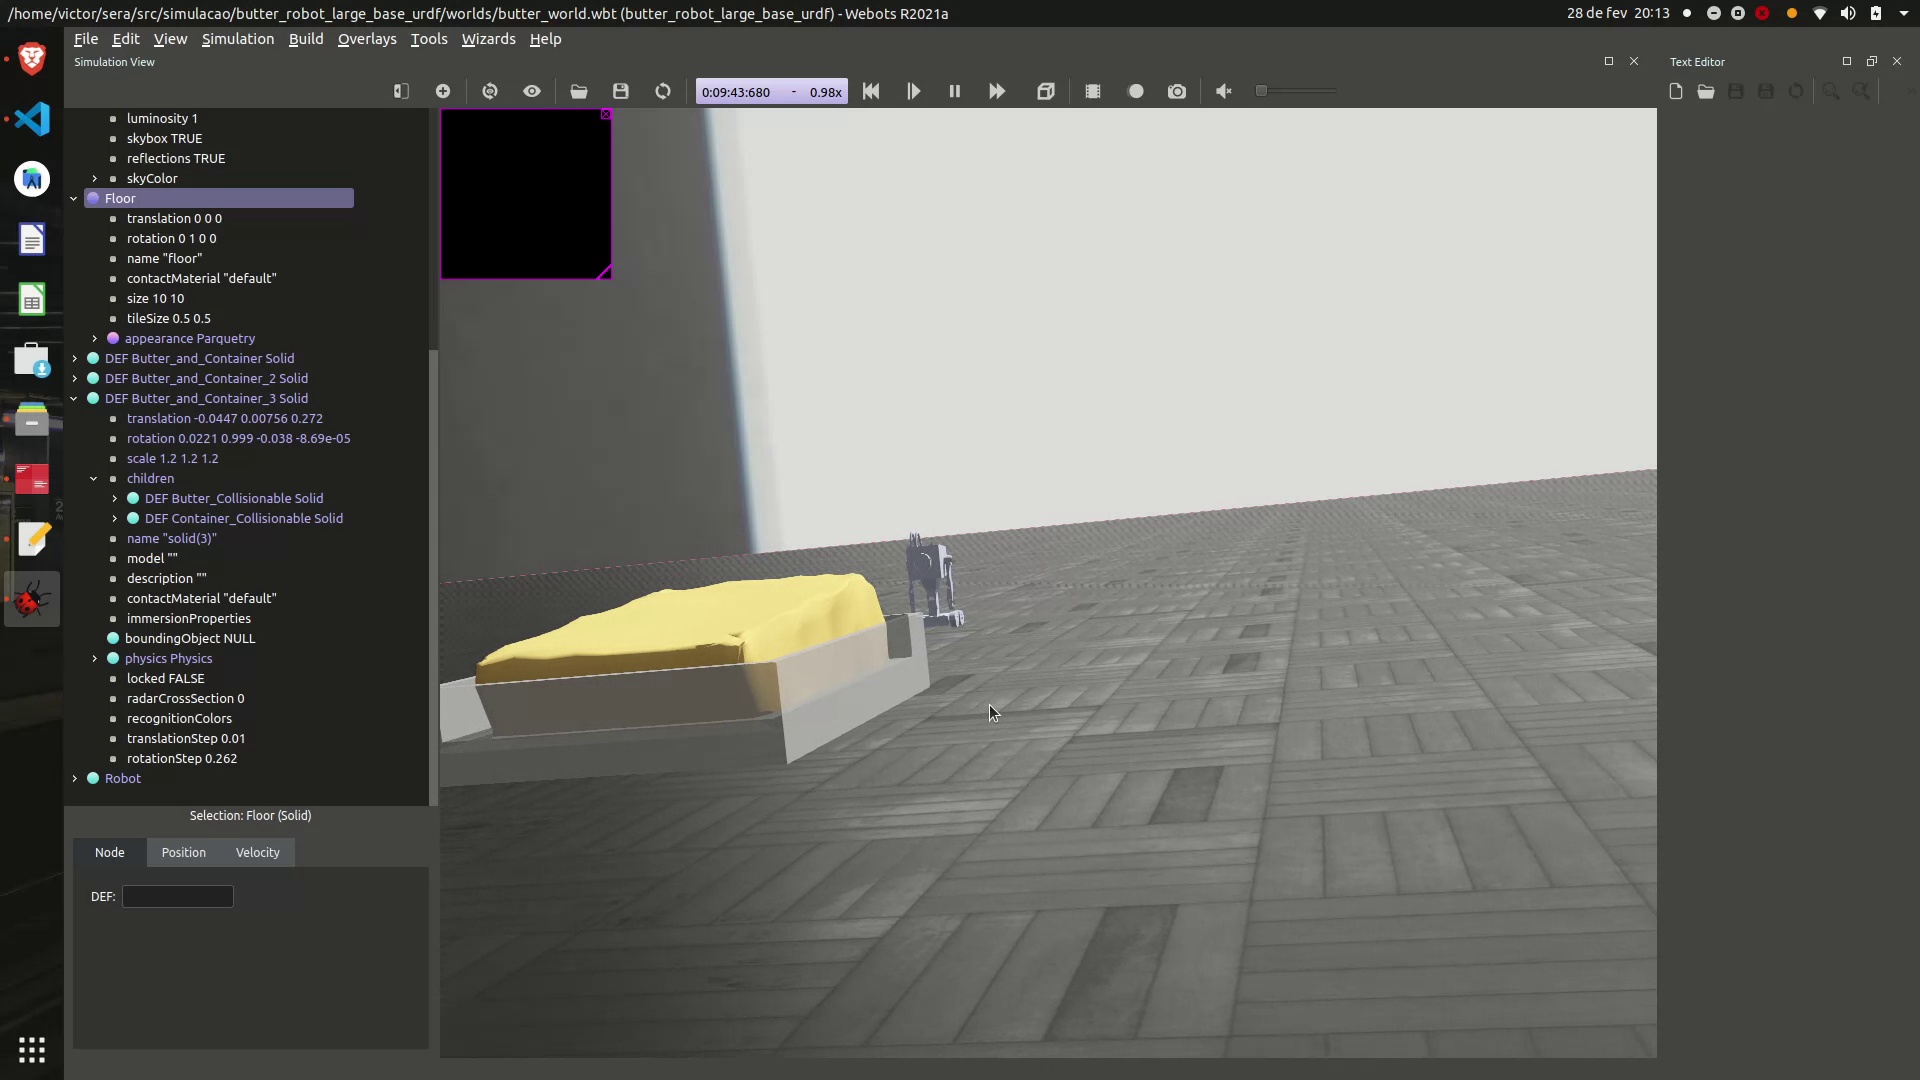 /home/victor/sera/src/simulacao/butter_robot_large_base_urdf/worlds/butter_world.wbt (butter_robot_large_base_urdf) - Webots R2021a
28 de fev 20:13
File Edit View Simulation Build Overlays Tools Wizards Help
Simulation View
Text Editor
0:09:43:680 - 0.98x
luminosity 1
skybox TRUE
reflections TRUE
skyColor
Floor
translation 0 0 0
rotation 0 1 0 0
name "floor"
contactMaterial "default"
size 10 10
tileSize 0.5 0.5
appearance Parquetry
DEF Butter_and_Container Solid
DEF Butter_and_Container_2 Solid
DEF Butter_and_Container_3 Solid
translation -0.0447 0.00756 0.272
rotation 0.0221 0.999 -0.038 -8.69e-05
scale 1.2 1.2 1.2
children
DEF Butter_Collisionable Solid
DEF Container_Collisionable Solid
name "solid(3)"
model ""
description ""
contactMaterial "default"
immersionProperties
boundingObject NULL
physics Physics
locked FALSE
radarCrossSection 0
recognitionColors
translationStep 0.01
rotationStep 0.262
Robot
Selection: Floor (Solid)
Node Position Velocity
DEF: